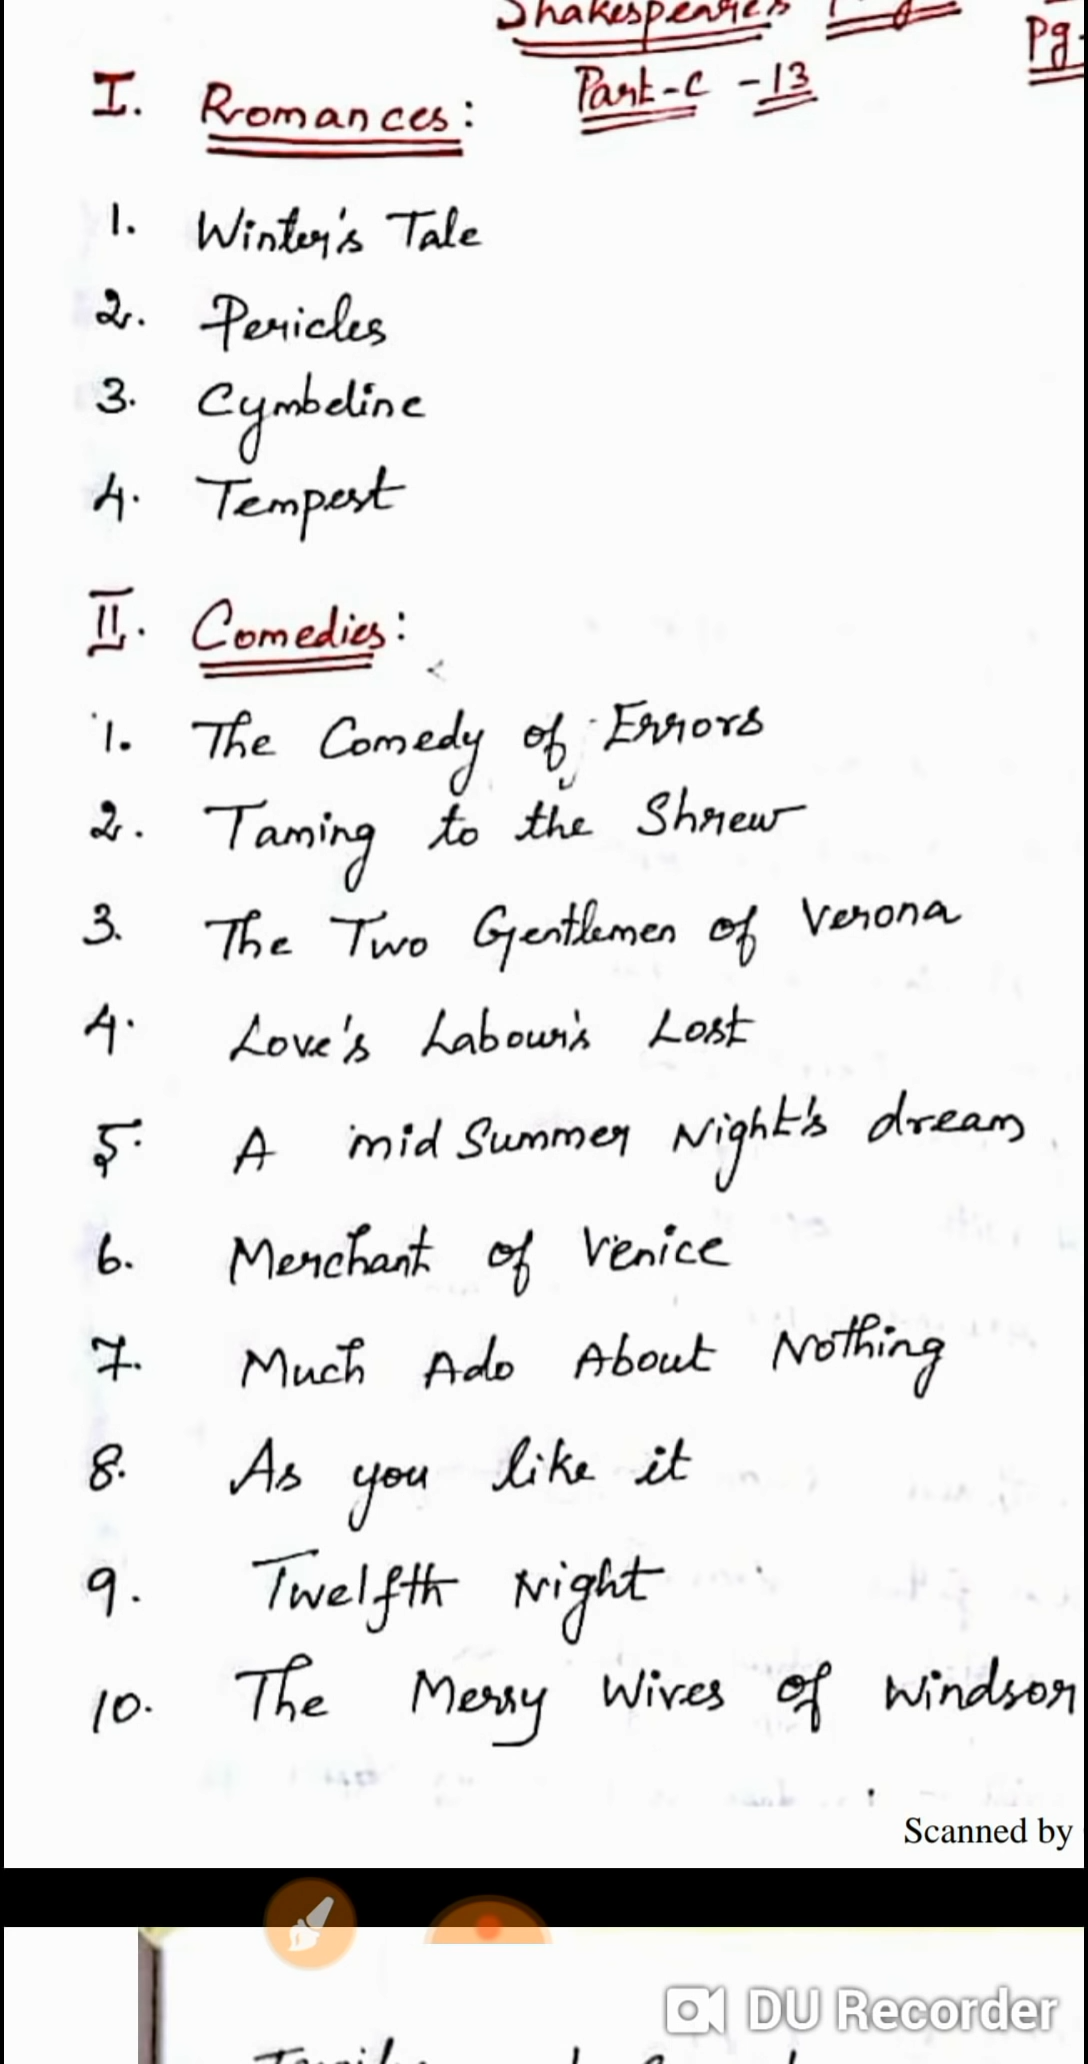 Shakespeare's
Pg-
Part-C -13
I. Rromances:
1. Winter's Tale
2. Pericles
3. Cymbeline
4. Tempest
II. Comedies:
1. The Comedy of Errors
2. Taming to the Shrew
3. The Two Gentlemen of Verona
4. Love's Labour's Lost
5. A mid Summer Night's dream
6. Merchant of Venice
7. Much Ado About Nothing
8. As you like it
9. Twelfth Night
10. The Merry Wives of Windsor
Scanned by
DU Recorder